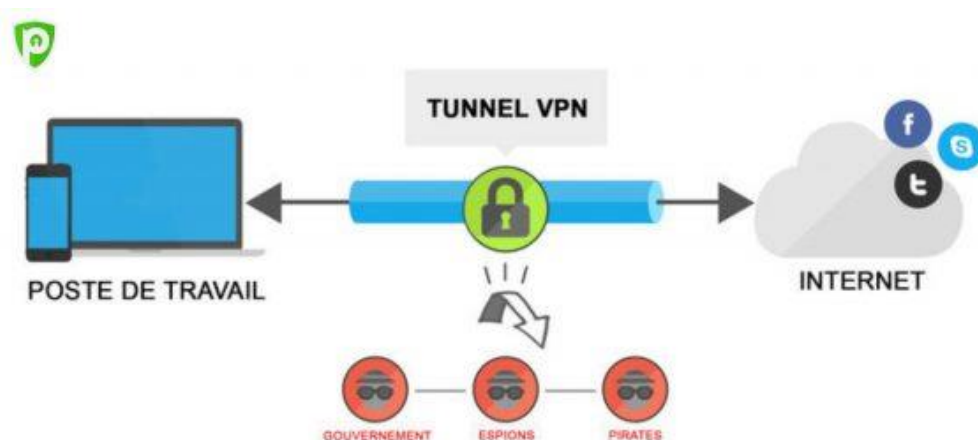 TUNNEL VPN
POSTE DE TRAVAIL
INTERNET
GOUVERNEMENT
ESPIONS
PIRATES